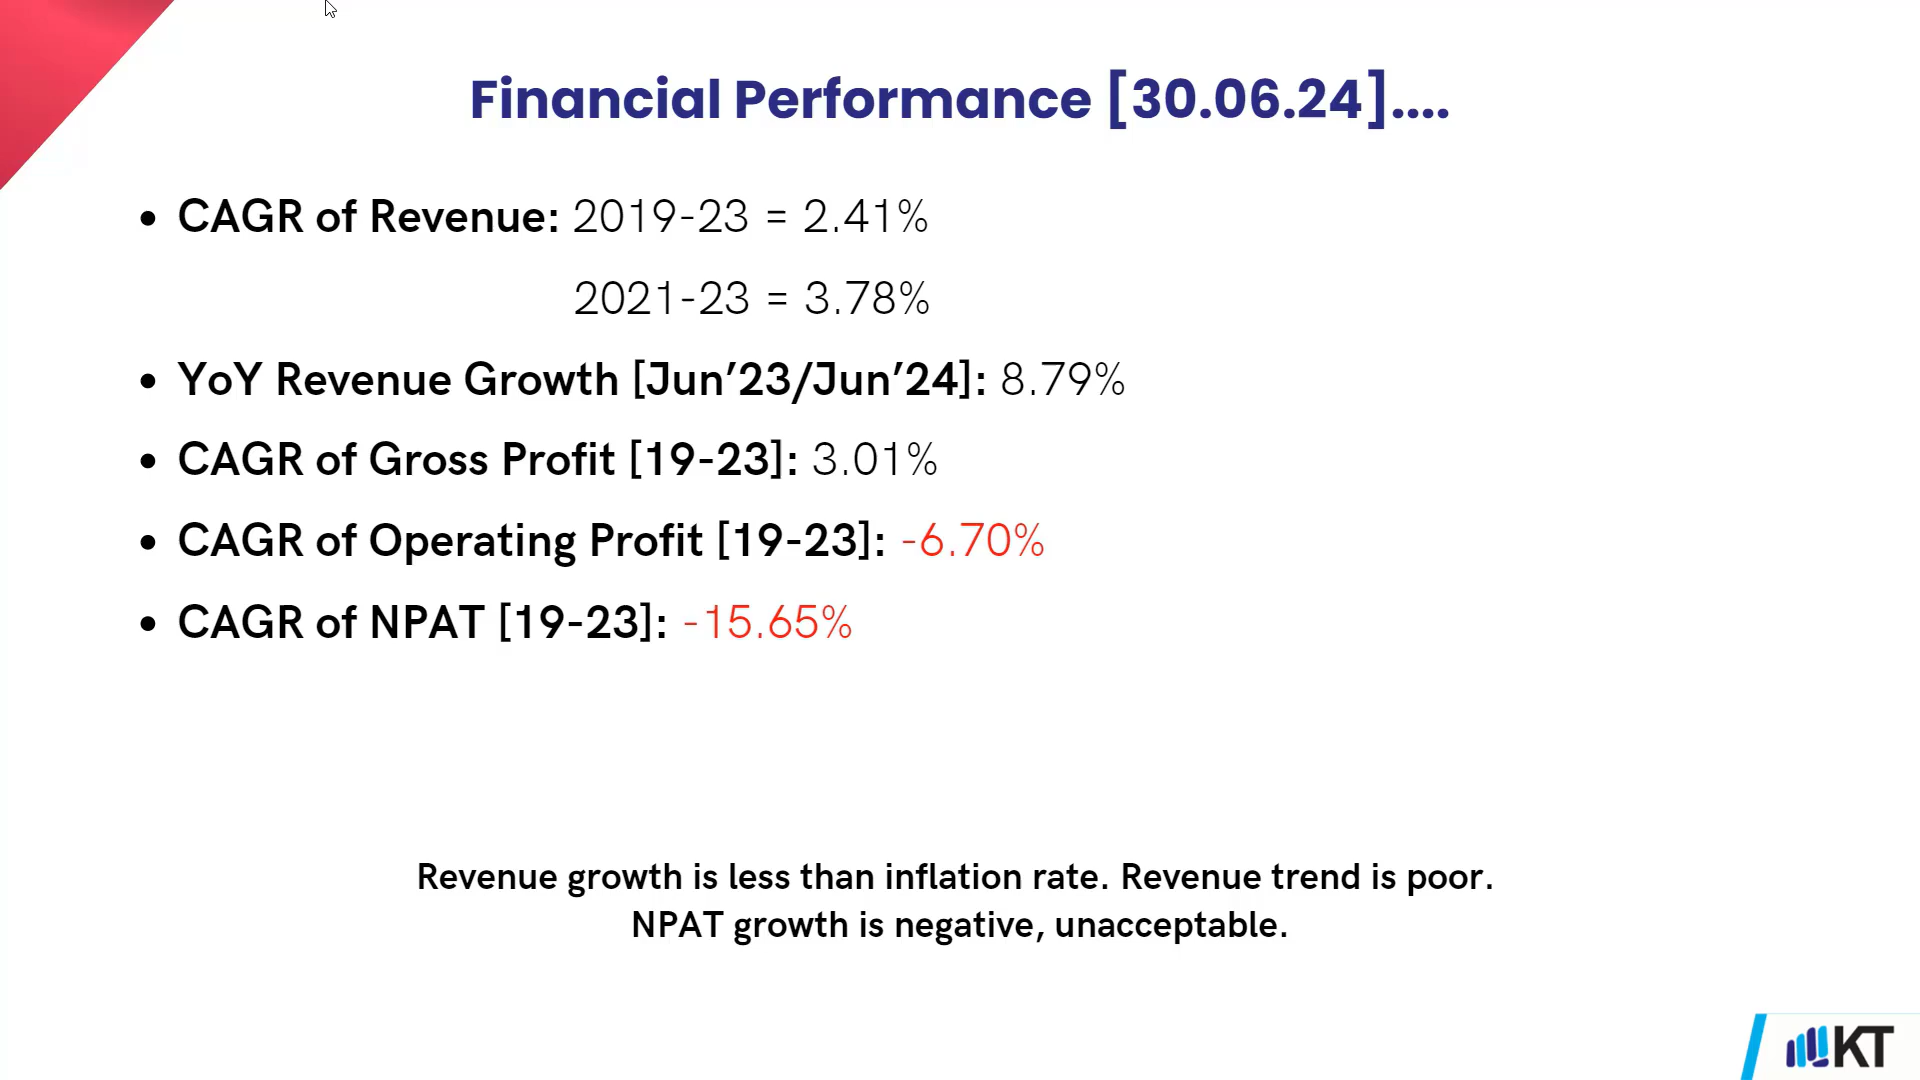 Financial Performance [30.06.24]....
• CAGR of Revenue: 2019-23 = 2.41%
2021-23 = 3.78%
• YoY Revenue Growth [Jun’23/Jun’24]: 8.79%
• CAGR of Gross Profit [19-23]: 3.01%
• CAGR of Operating Profit [19-23]: -6.70%
• CAGR of NPAT [19-23]: -15.65%
Revenue growth is less than inflation rate. Revenue trend is poor.
NPAT growth is negative, unacceptable.
KT